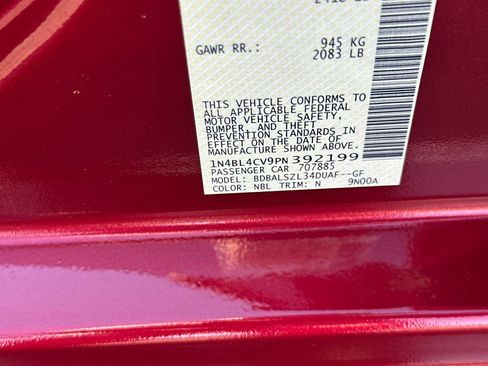 GAWR RR.: 945 KG
2083 LB
THIS VEHICLE CONFORMS TO
ALL APPLICABLE FEDERAL
MOTOR VEHICLE SAFETY,
BUMPER, AND THEFT
PREVENTION STANDARDS IN
EFFECT ON THE DATE OF
MANUFACTURE SHOWN ABOVE.
1N4BL4CV9PN392199
PASSENGER CAR 707885
MODEL: BDBALSZL34DUAF--GF
COLOR: NBL TRIM: N 9N00A